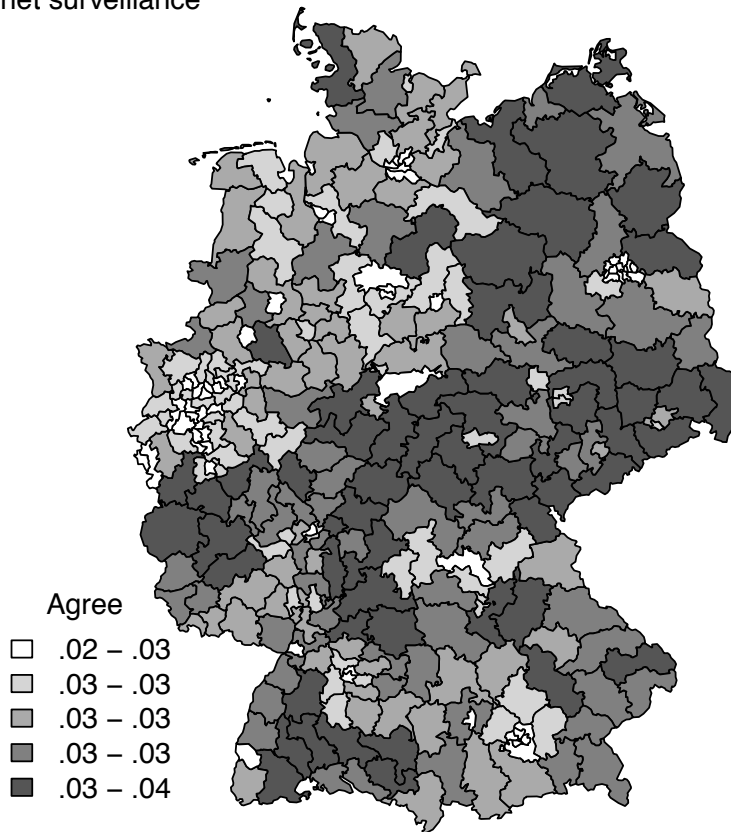 net surveillance
Agree
.02 – .03
.03 – .03
.03 – .03
.03 – .03
.03 – .04